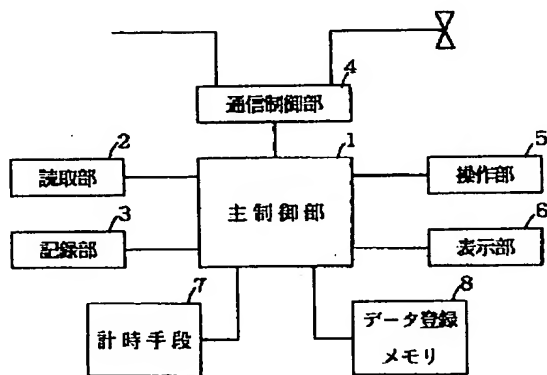 4
通信制御部
2
読取部
1
主制御部
5
操作部
3
記録部
6
表示部
7
計時手段
8
データ登録
メモリ